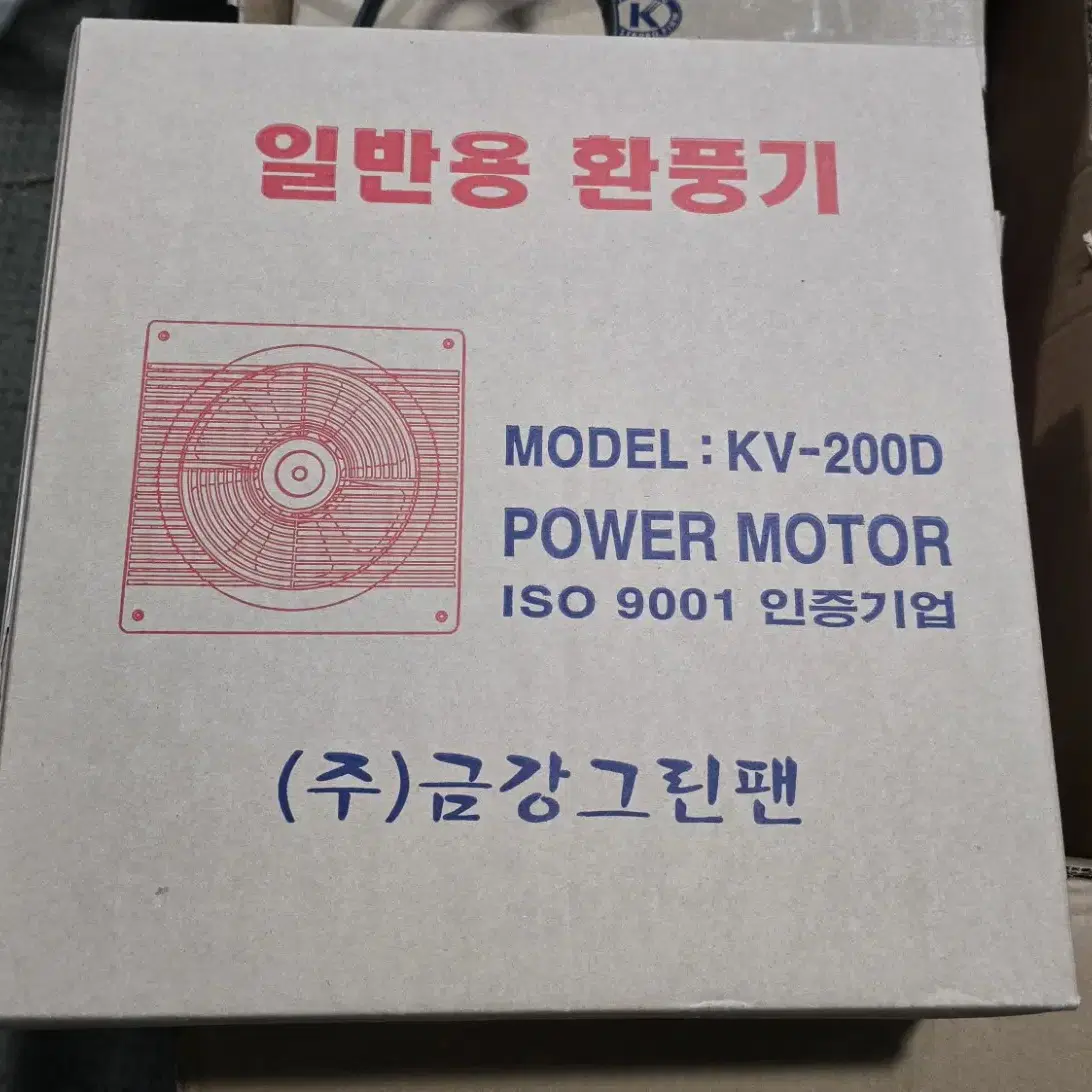 K
일반용 환풍기
MODEL : KV-200D
POWER MOTOR
ISO 9001 인증기업
(주)금강그린팬